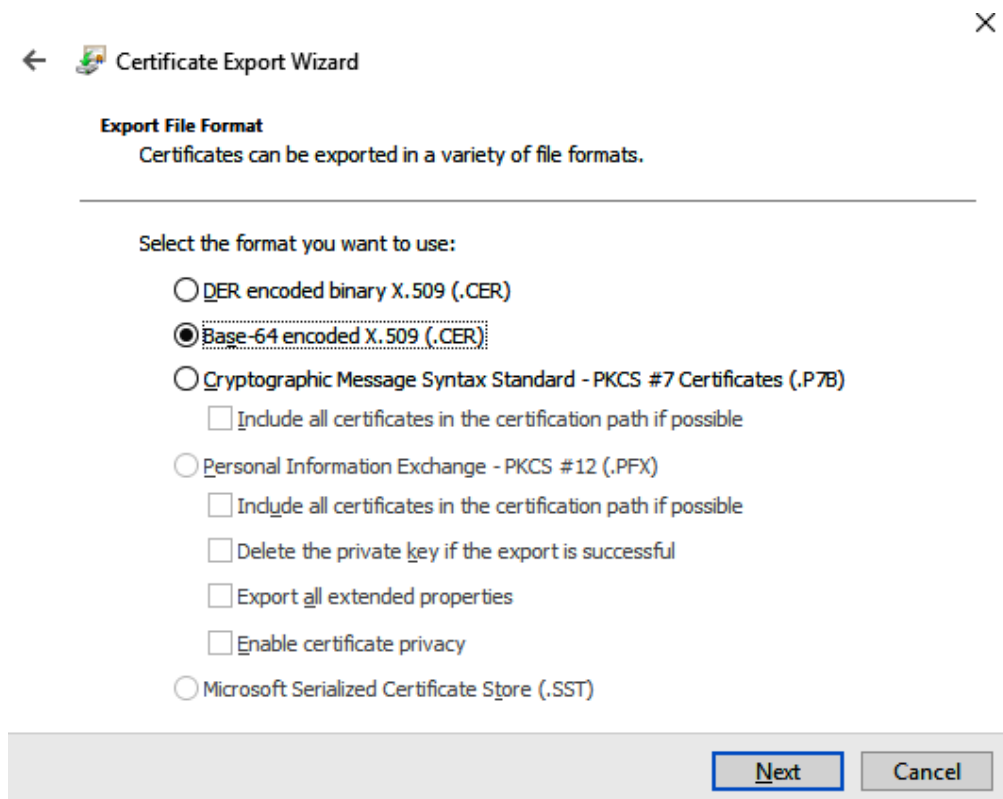 Certificate Export Wizard
Export File Format
Certificates can be exported in a variety of file formats.
Select the format you want to use:
DER encoded binary X.509 (.CER)
Base-64 encoded X.509 (.CER)
Cryptographic Message Syntax Standard - PKCS #7 Certificates (.P7B)
Include all certificates in the certification path if possible
Personal Information Exchange - PKCS #12 (.PFX)
Include all certificates in the certification path if possible
Delete the private key if the export is successful
Export all extended properties
Enable certificate privacy
Microsoft Serialized Certificate Store (.SST)
Next Cancel